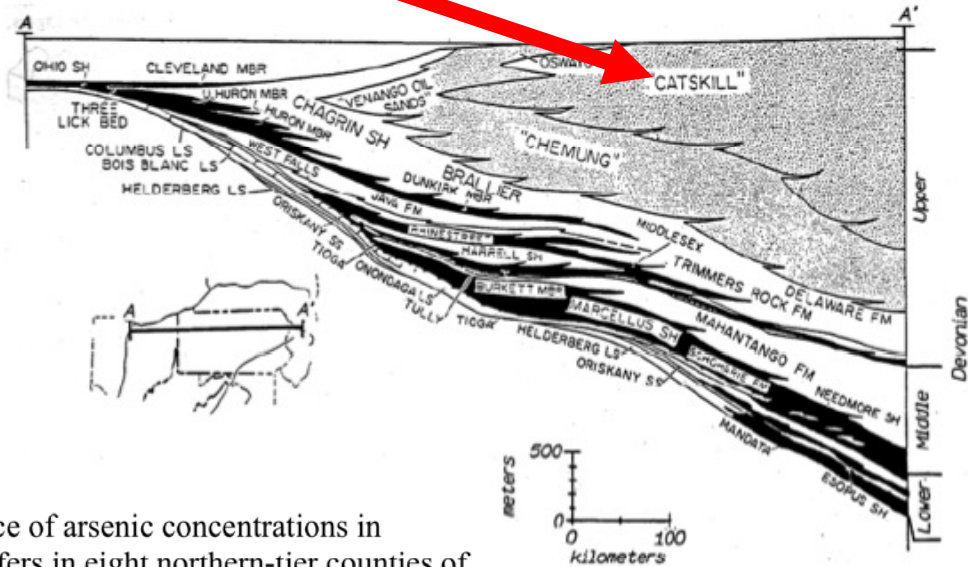 A
A'
OHIO SH
CLEVELAND MBR
U. HURON MBR
L. HURON MBR
THREE
LICK BED
CHAGRIN SH
"VENANGO OIL
SANDS"
"CATSKILL"
"CHEMUNG"
COLUMBUS LS
BOIS BLANC LS
HELDERBERG LS
WEST FALLS
BRALLIER
DUNKIRK MBR
JAVA FM
RHINESTREET
HARRELL SH
MIDDLESEX
TRIMMERS ROCK FM
DELAWARE FM
ORISKANY SS
TIOGA
ONONDAGA LS
TULLY
TIOGA
BURKETT MBR
MARCELLUS SH
MAHANTANGO FM
HELDERBERG LS
ORISKANY SS
SCHOHARIE FM
NEEDMORE SH
MANDATA
ESOPUS SH
Upper
Middle
Lower
Devonian
A
A'
500
meters
0
0
100
kilometers
ce of arsenic concentrations in
fers in eight northern-tier counties of